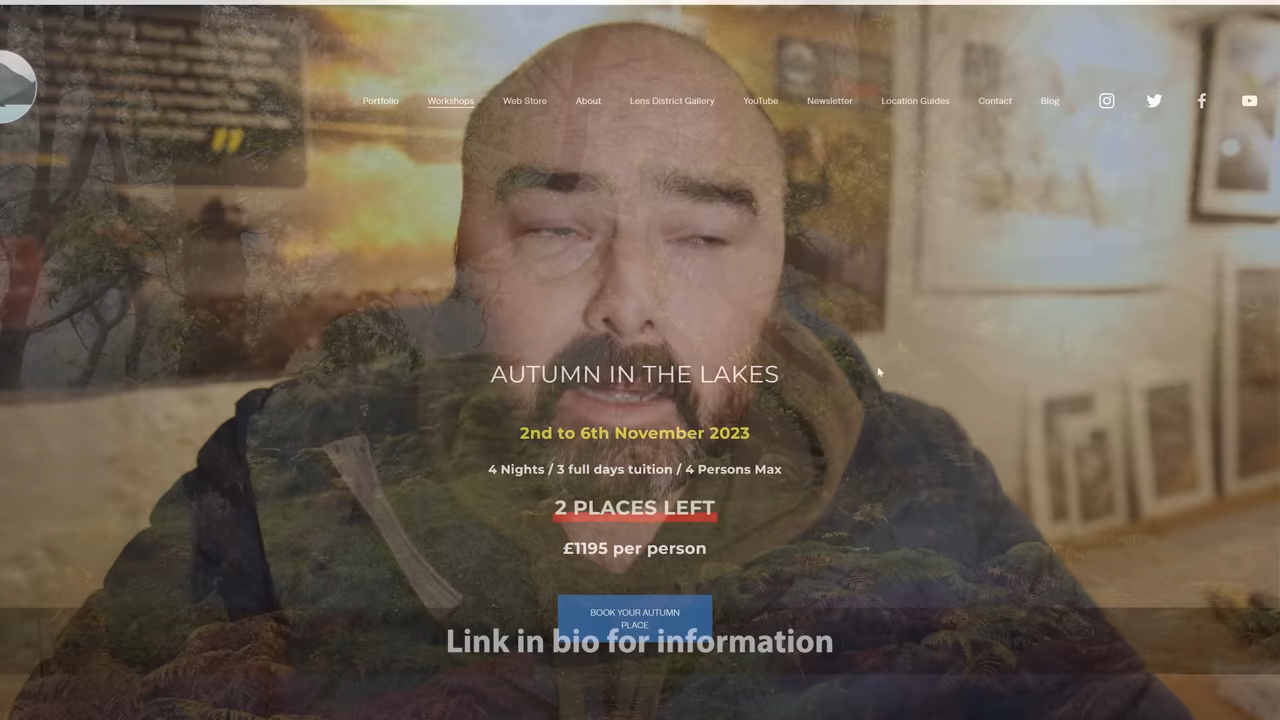 Portfolio
Workshops
Web Store
About
Lens District Gallery
YouTube
Newsletter
Location Guides
Contact
Blog
AUTUMN IN THE LAKES
2nd to 6th November 2023
4 Nights / 3 full days tuition / 4 Persons Max
2 PLACES LEFT
£1195 per person
BOOK YOUR AUTUMN
PLACE
Link in bio for information